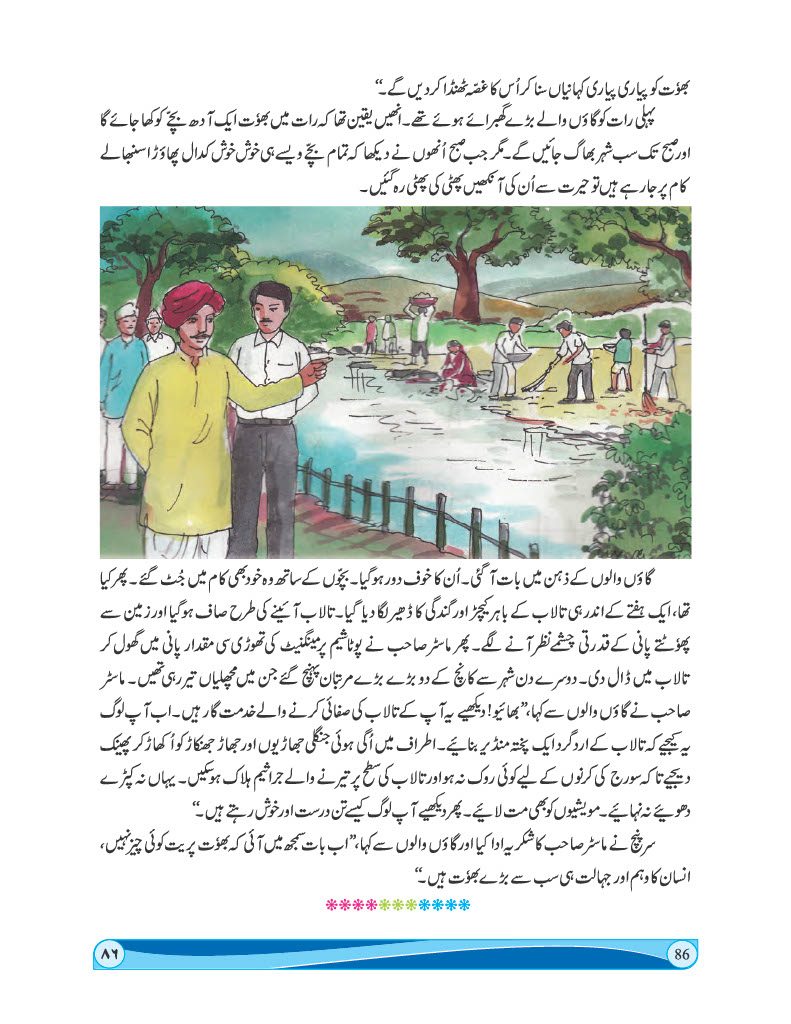 بھوٗت کو پیاری پیاری کہانیاں سنا کر اُس کا غصّہ ٹھنڈا کر دیں گے۔‘‘
پہلی رات کو گاؤں والے بڑے گھبرائے ہوئے تھے۔ انھیں یقین تھا کہ رات میں بھوٗت ایک آدھ بچّے کو کھا جائے گا
اور صبح تک سب شہر بھاگ جائیں گے۔ مگر جب صبح اُنھوں نے دیکھا کہ تمام بچّے ویسے ہی خوش خوش کدال پھاؤڑا سنبھالے
کام پر جا رہے ہیں تو حیرت سے اُن کی آنکھیں پھٹی کی پھٹی رہ گئیں۔
گاؤں والوں کے ذہن میں بات آ گئی۔ اُن کا خوف دور ہو گیا۔ بچّوں کے ساتھ وہ خود بھی کام میں جُٹ گئے۔ پھر کیا
تھا، ایک ہفتے کے اندر ہی تالاب کے باہر کیچڑ اور گندگی کا ڈھیر لگا دیا گیا۔ تالاب آئینے کی طرح صاف ہو گیا اور زمین سے
پھوٗٹتے پانی کے قدرتی چشمے نظر آنے لگے۔ پھر ماسٹر صاحب نے پوٹاشیم پرمینگنیٹ کی تھوڑی سی مقدار پانی میں گھول کر
تالاب میں ڈال دی۔ دوسرے دن شہر سے کانچ کے دو بڑے بڑے مرتبان پہنچ گئے جن میں مچھلیاں تیر رہی تھیں۔ ماسٹر
صاحب نے گاؤں والوں سے کہا، ’’بھائیو! دیکھیے یہ آپ کے تالاب کی صفائی کرنے والے خدمت گار ہیں۔ اب آپ لوگ
یہ کیجیے کہ تالاب کے ارد گرد ایک پختہ منڈیر بنائیے۔ اطراف میں اُگی ہوئی جنگلی جھاڑیوں اور جھاڑ جھنکاڑ کو اُکھاڑ کر پھینک
دیجیے تاکہ سورج کی کرنوں کے لیے کوئی روک نہ ہو اور تالاب کی سطح پر تیرنے والے جراثیم ہلاک ہو سکیں۔ یہاں نہ کپڑے
دھوئیے نہ نہائیے۔ مویشیوں کو بھی مت لائیے۔ پھر دیکھیے آپ لوگ کیسے تن درست اور خوش رہتے ہیں۔‘‘
سرپنچ نے ماسٹر صاحب کا شکریہ ادا کیا اور گاؤں والوں سے کہا، ’’اب بات سمجھ میں آئی کہ بھوٗت پریت کوئی چیز نہیں،
انسان کا وہم اور جہالت ہی سب سے بڑے بھوٗت ہیں۔‘‘
86
۸۶